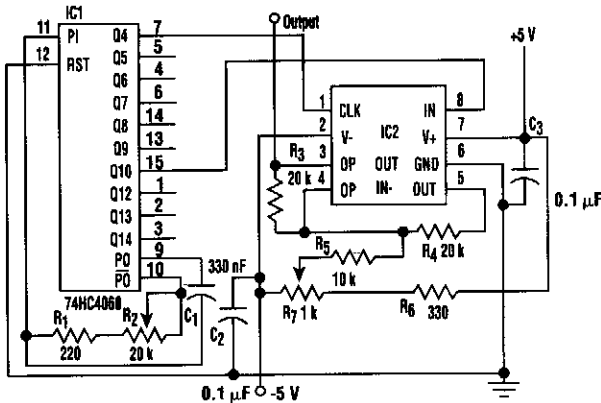 IC1
11 PI Q4 7
12 RST Q5 5
Q6 4
Q7 6
Q8 14
Q9 13
Q10 15
Q12 1
Q13 2
Q14 3
PO 9
PO 10
74HC4060
Output
+5 V
1 CLK IN 8
2 V- IC2 V+ 7
3 OP OUT GND 6
4 OP IN- OUT 5
C3
0.1 μF
R3
20 k
R5
10 k
R4 20 k
R7 1 k
R6
330
330 nF
C1
C2
R1
220
R2
20 k
0.1 μF
-5 V